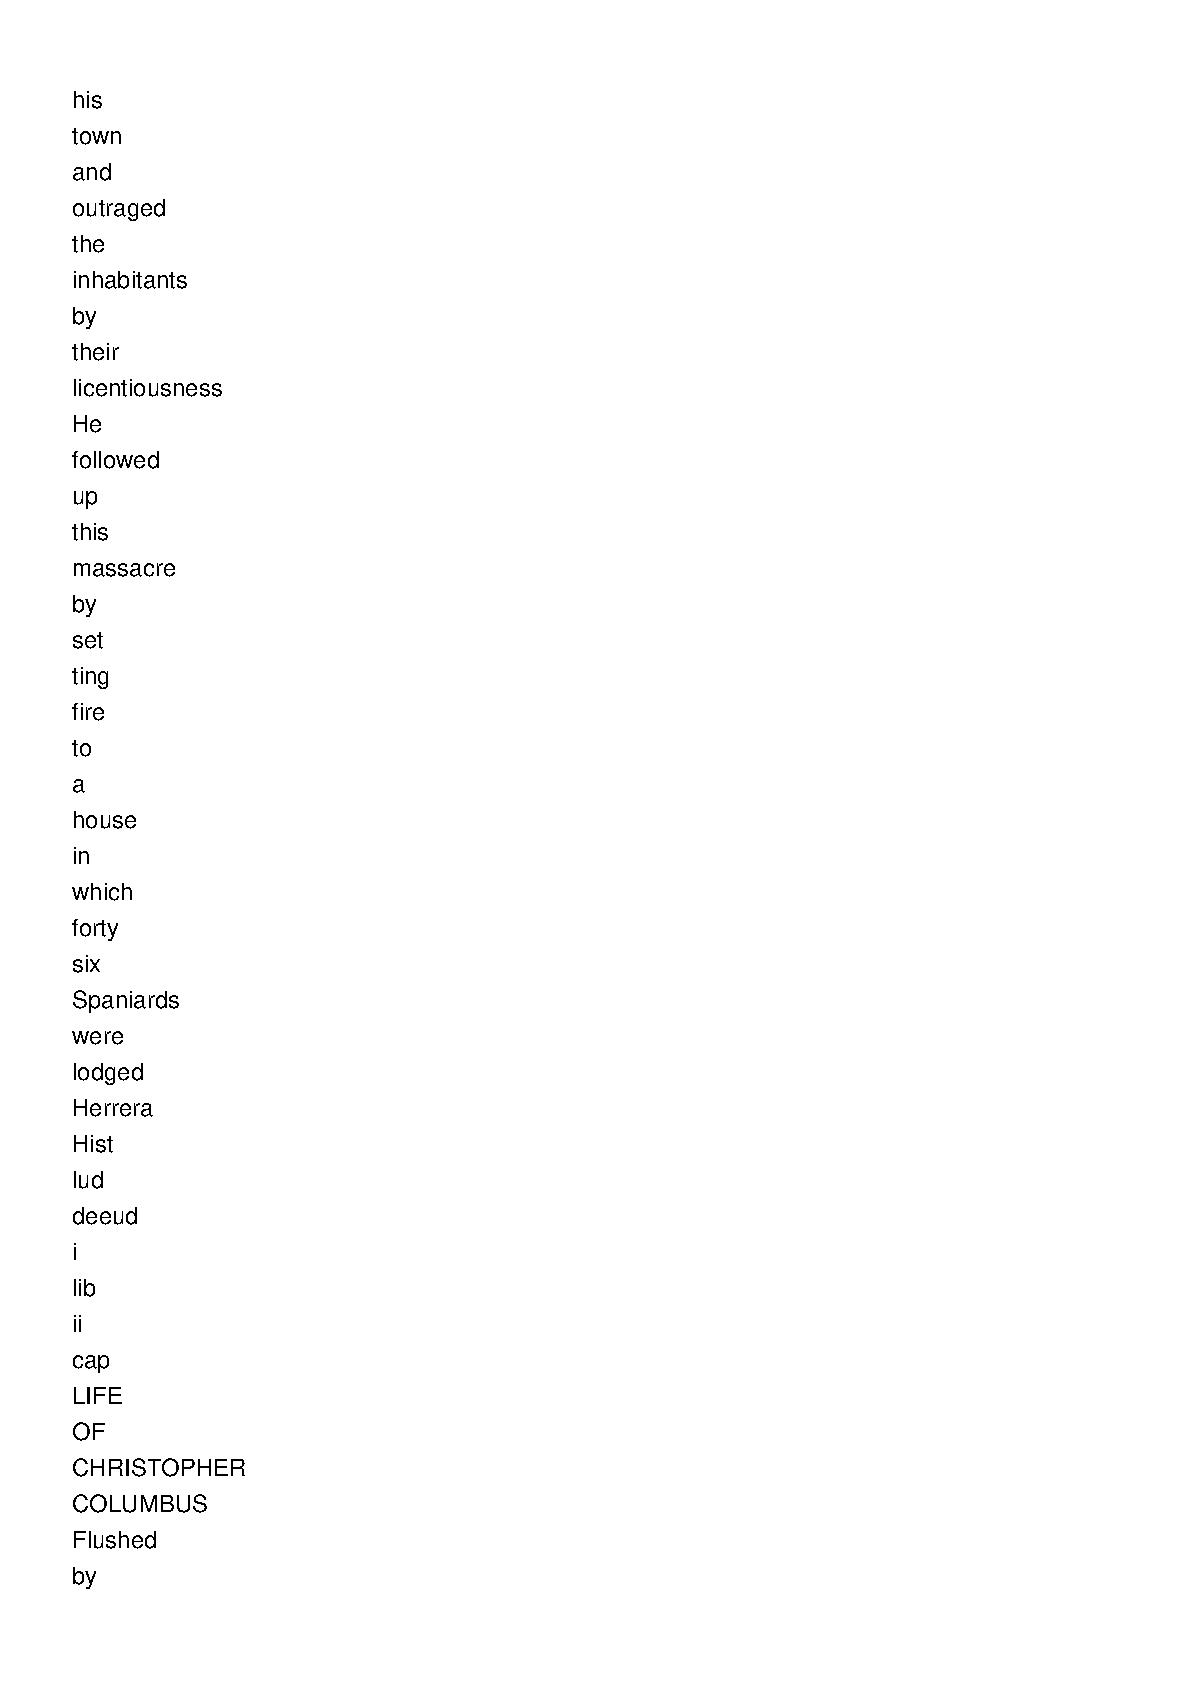 his
town
and
outraged
the
inhabitants
by
their
licentiousness
He
followed
up
this
massacre
by
set
ting
fire
to
a
house
in
which
forty
six
Spaniards
were
lodged
Herrera
Hist
lud
deeud
i
lib
ii
cap
LIFE
OF
CHRISTOPHER
COLUMBUS
Flushed
by